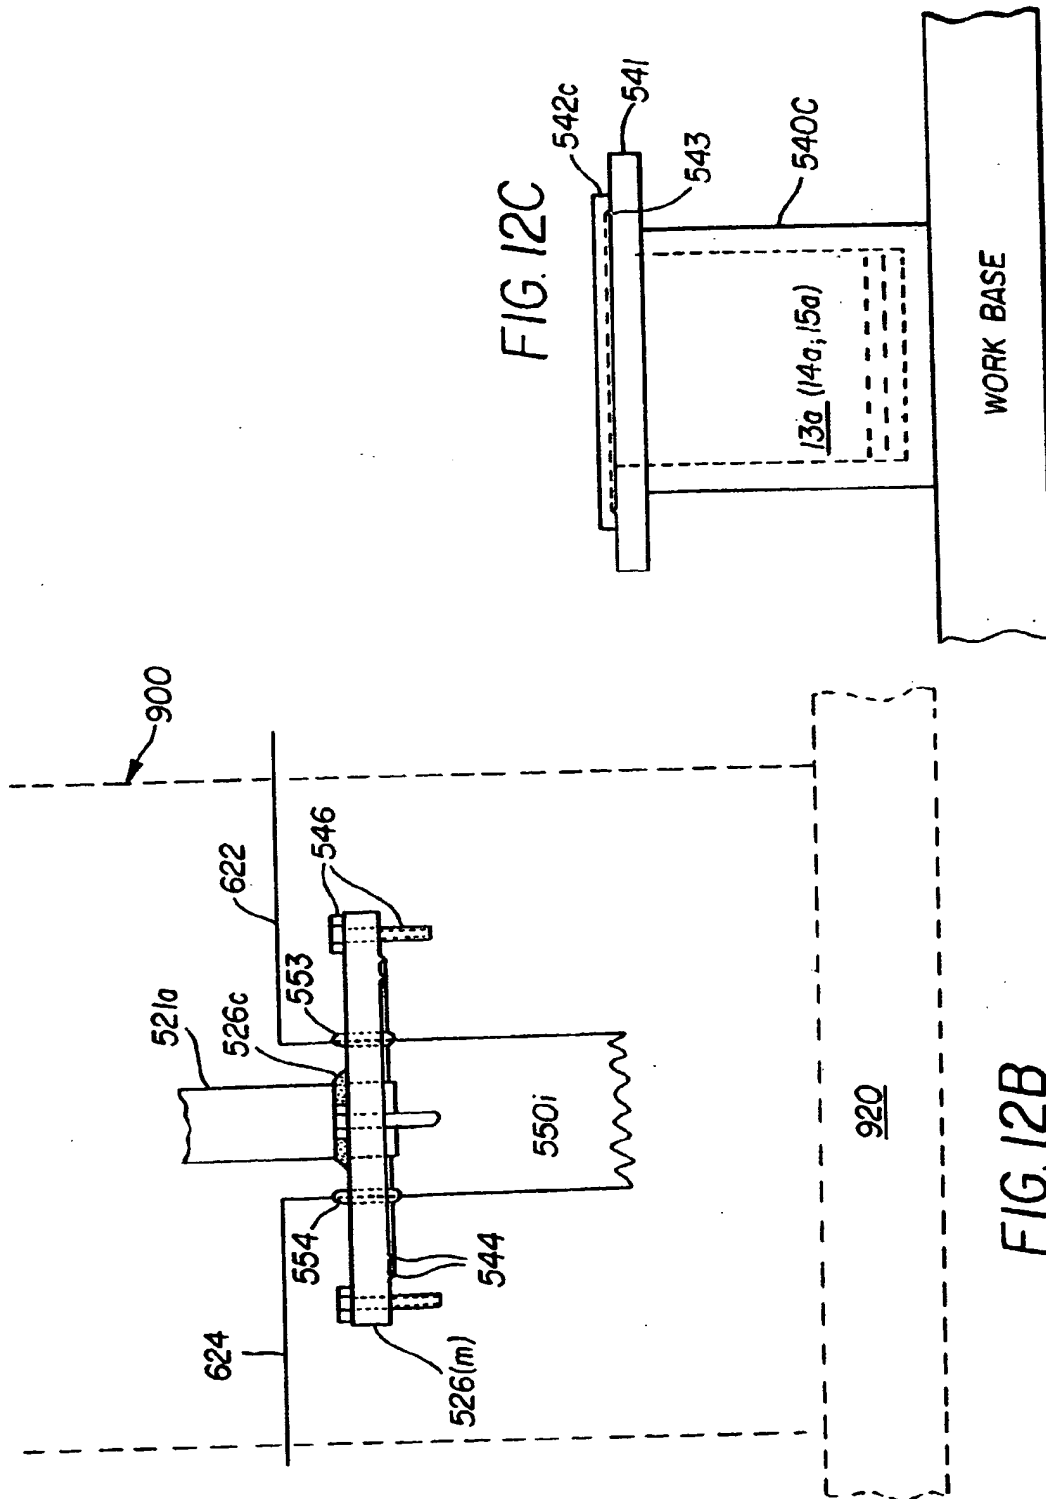 FIG. 12C
542c
541
543
540C
13a (14a; 15a)
WORK BASE
900
622
546
553
521a
526c
550i
554
544
624
526(m)
920
FIG. 12B